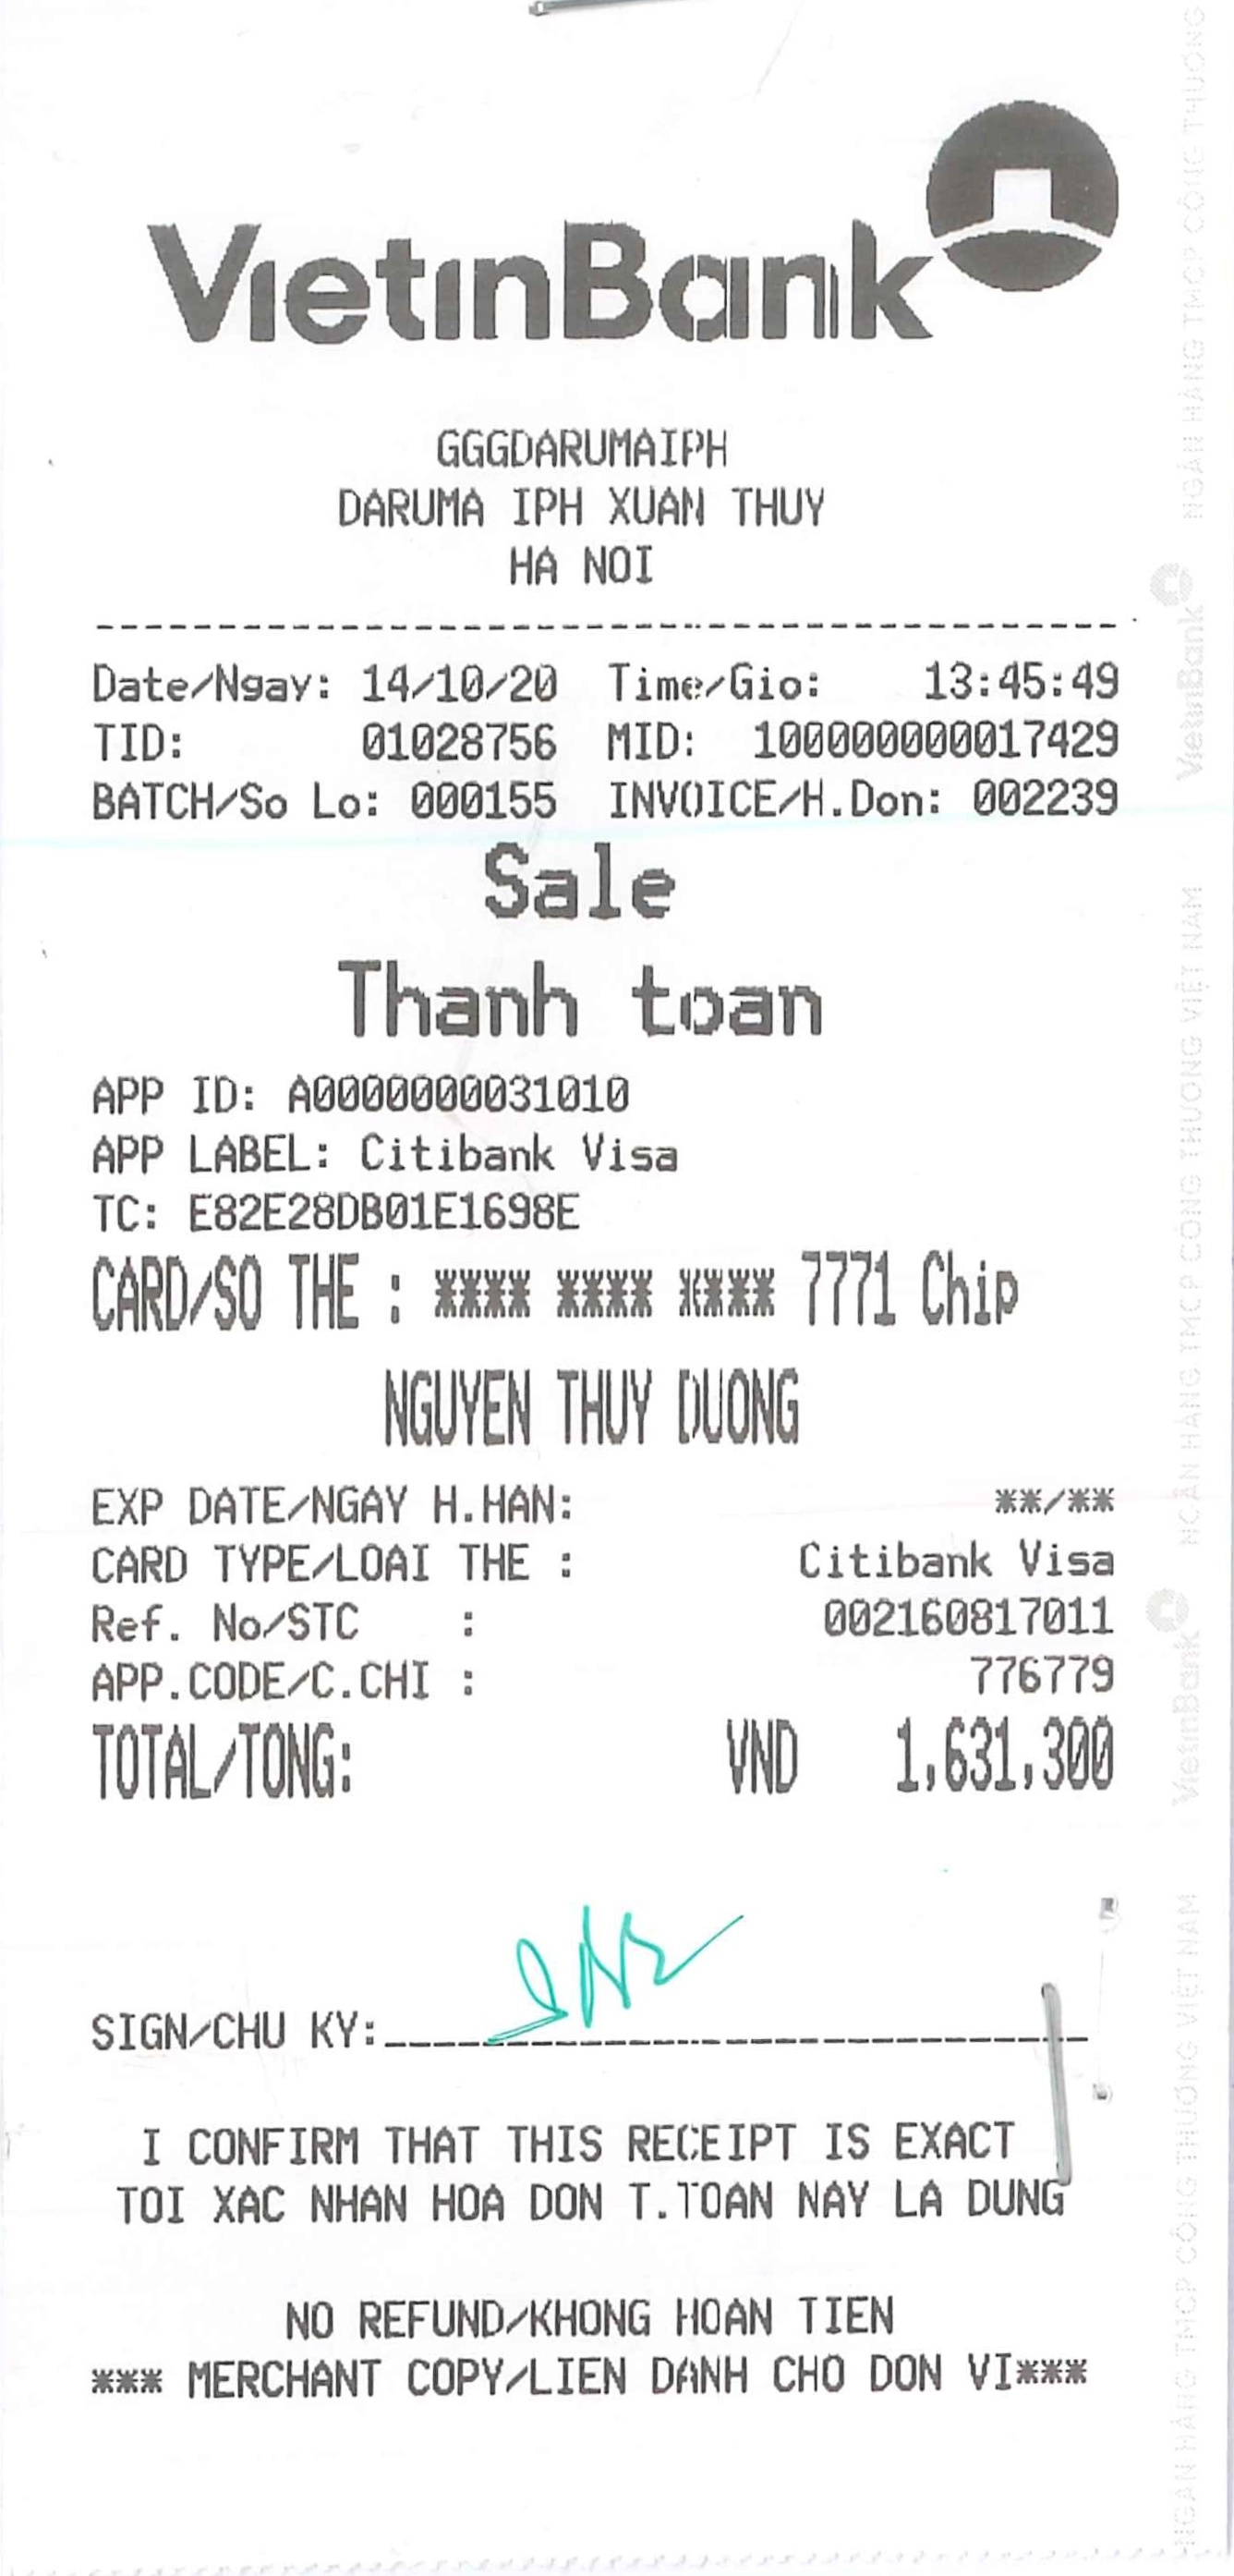 VietinBank
GGGDARUMAIPH
DARUMA IPH XUAN THUY
HA NOI
Date/Ngay: 14/10/20 Time/Gio: 13:45:49
TID: 01028756 MID: 100000000017429
BATCH/So Lo: 000155 INVOICE/H.Don: 002239
Sale
Thanh toan
APP ID: A0000000031010
APP LABEL: Citibank Visa
TC: E82E28DB01E1698E
CARD/SO THE : **** **** **** 7771 Chip
NGUYEN THUY DUONG
EXP DATE/NGAY H.HAN: **/**
CARD TYPE/LOAI THE : Citibank Visa
Ref. No/STC : 002160817011
APP.CODE/C.CHI : 776779
TOTAL/TONG: VND 1,631,300
SIGN/CHU KY:
I CONFIRM THAT THIS RECEIPT IS EXACT
TOI XAC NHAN HOA DON T.TOAN NAY LA DUNG
NO REFUND/KHONG HOAN TIEN
*** MERCHANT COPY/LIEN DANH CHO DON VI***
NGÂN HÀNG TMCP CÔNG THƯƠNG
VietinBank
NGÂN HÀNG TMCP CÔNG THƯƠNG VIỆT NAM
VietinBank
NGÂN HÀNG TMCP CÔNG THƯƠNG VIỆT NAM